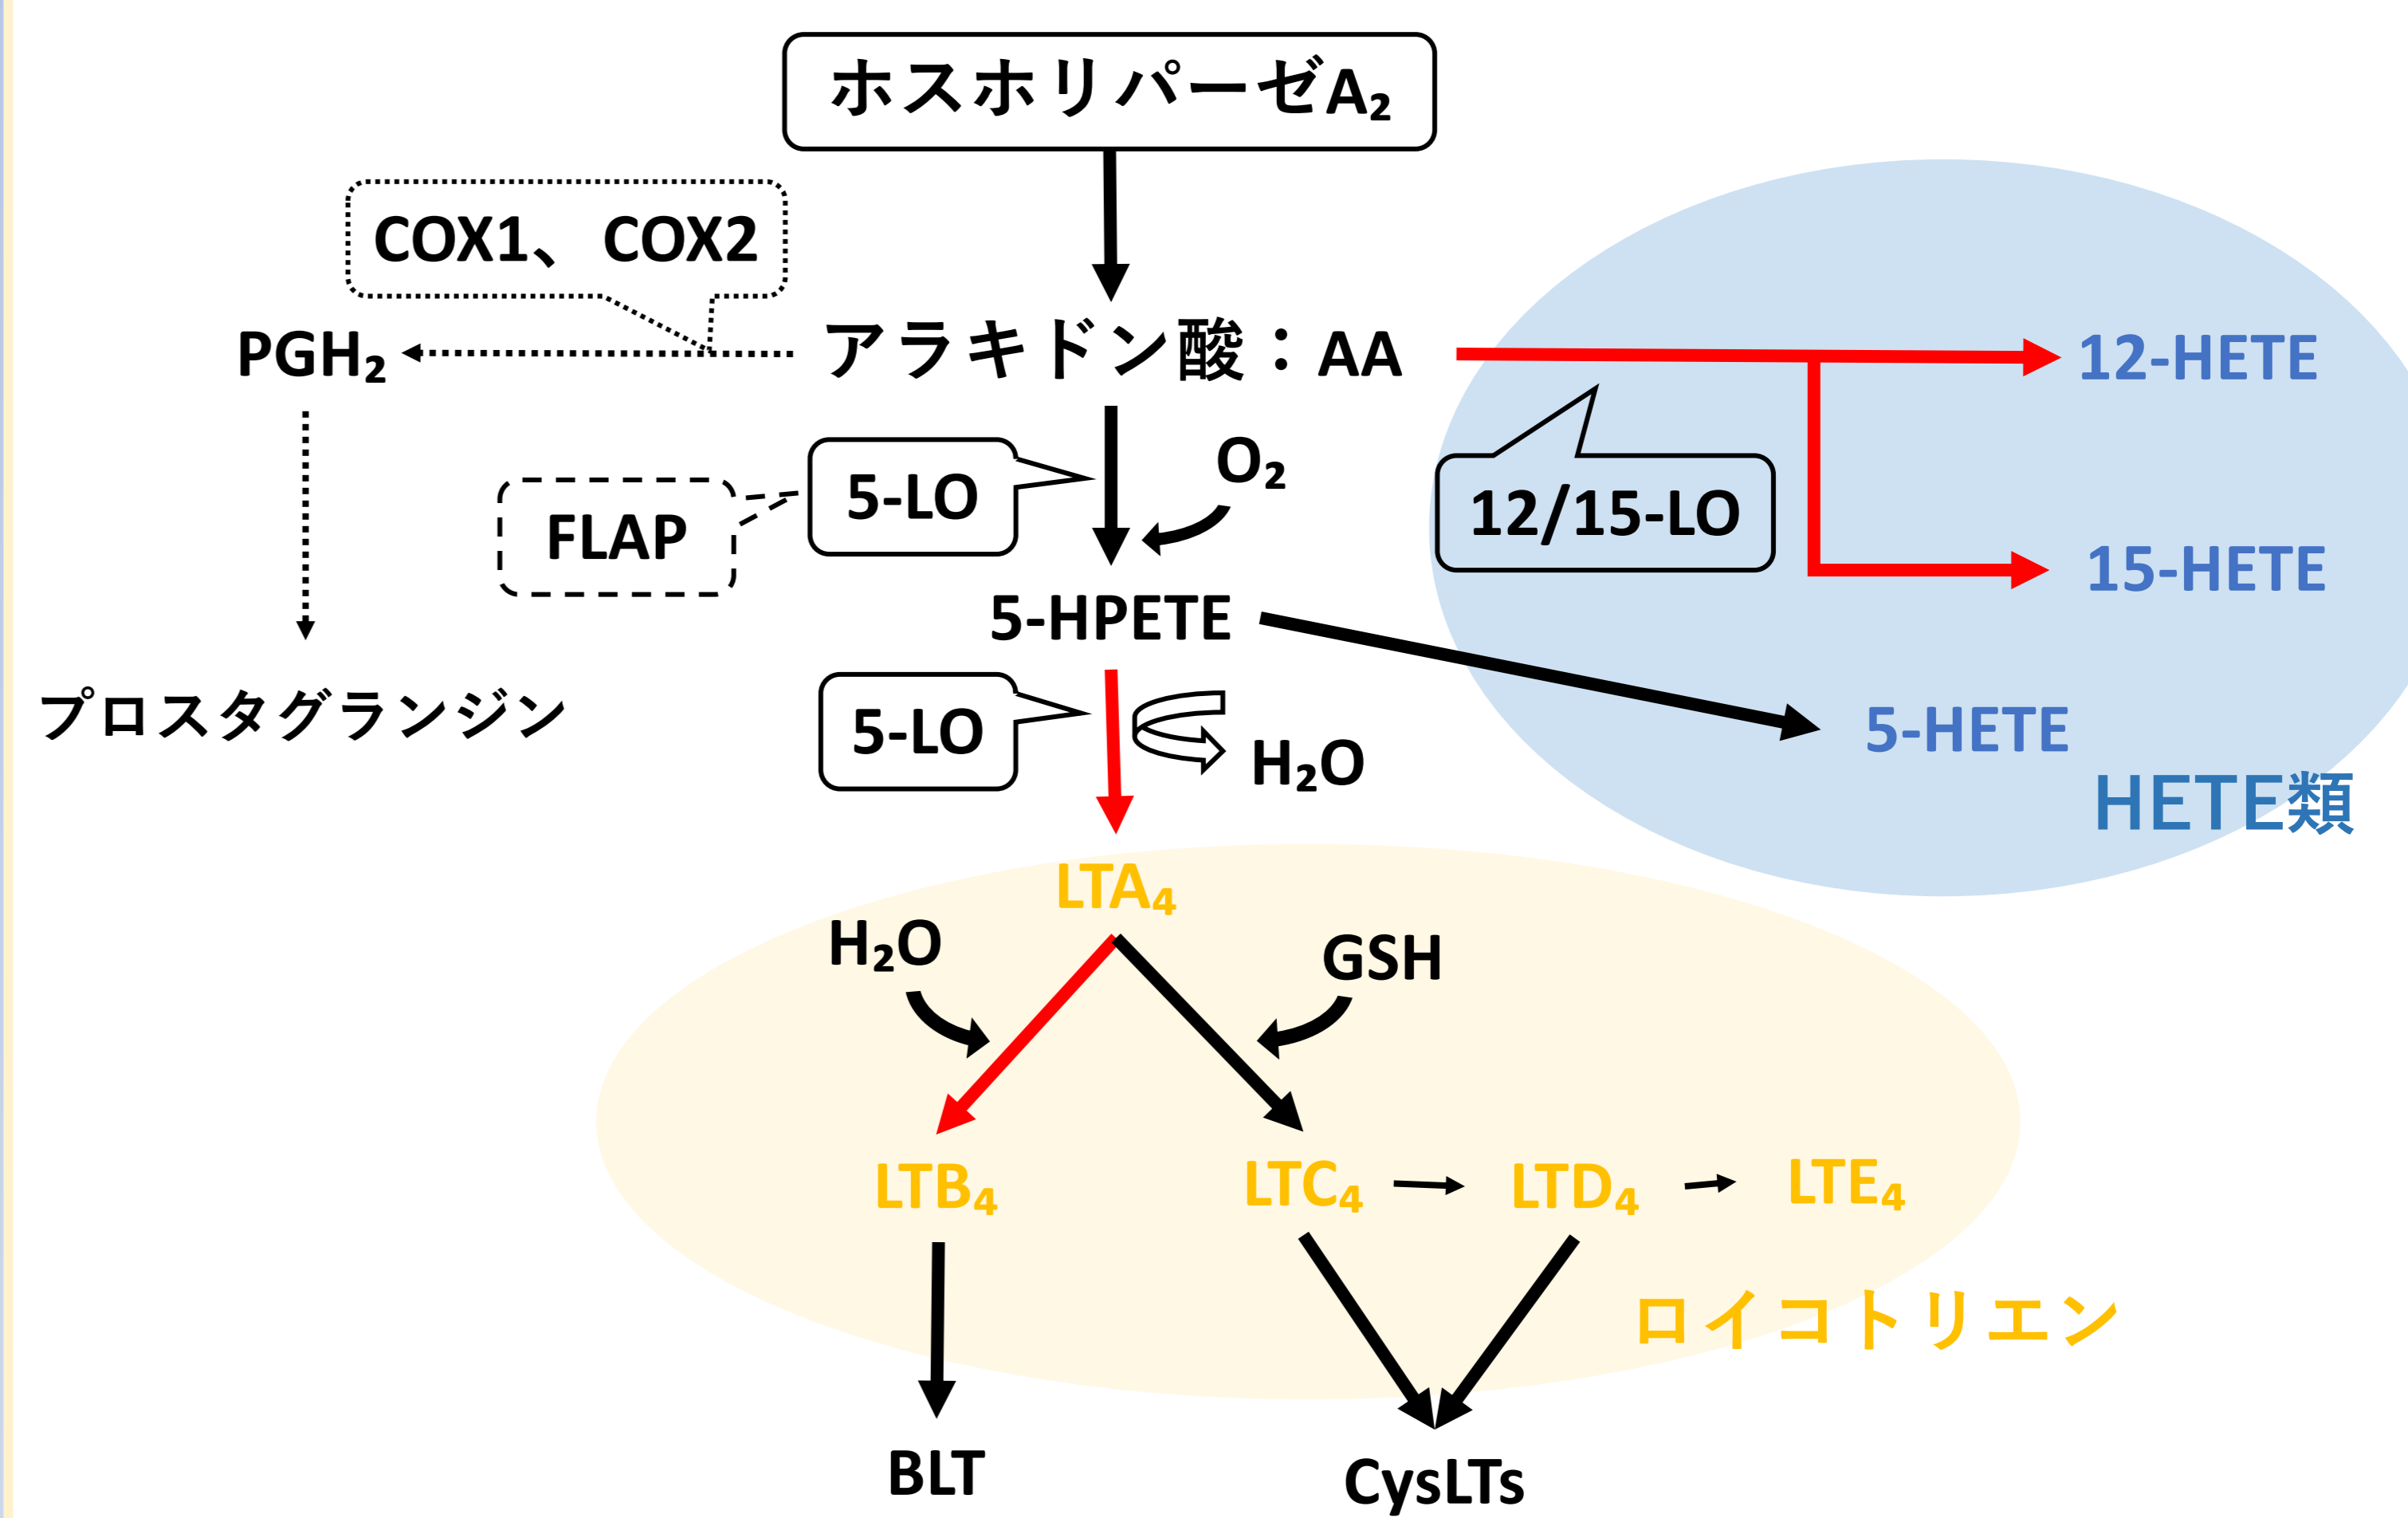 ホスホリパーゼA₂
COX1、 COX2
PGH₂
アラキドン酸：AA
12-HETE
5-LO
O₂
FLAP
12/15-LO
15-HETE
5-HPETE
プロスタグランジン
5-LO
H₂O
5-HETE
HETE類
LTA₄
H₂O
GSH
LTB₄
LTC₄
LTD₄
LTE₄
ロイコトリエン
BLT
CysLTs